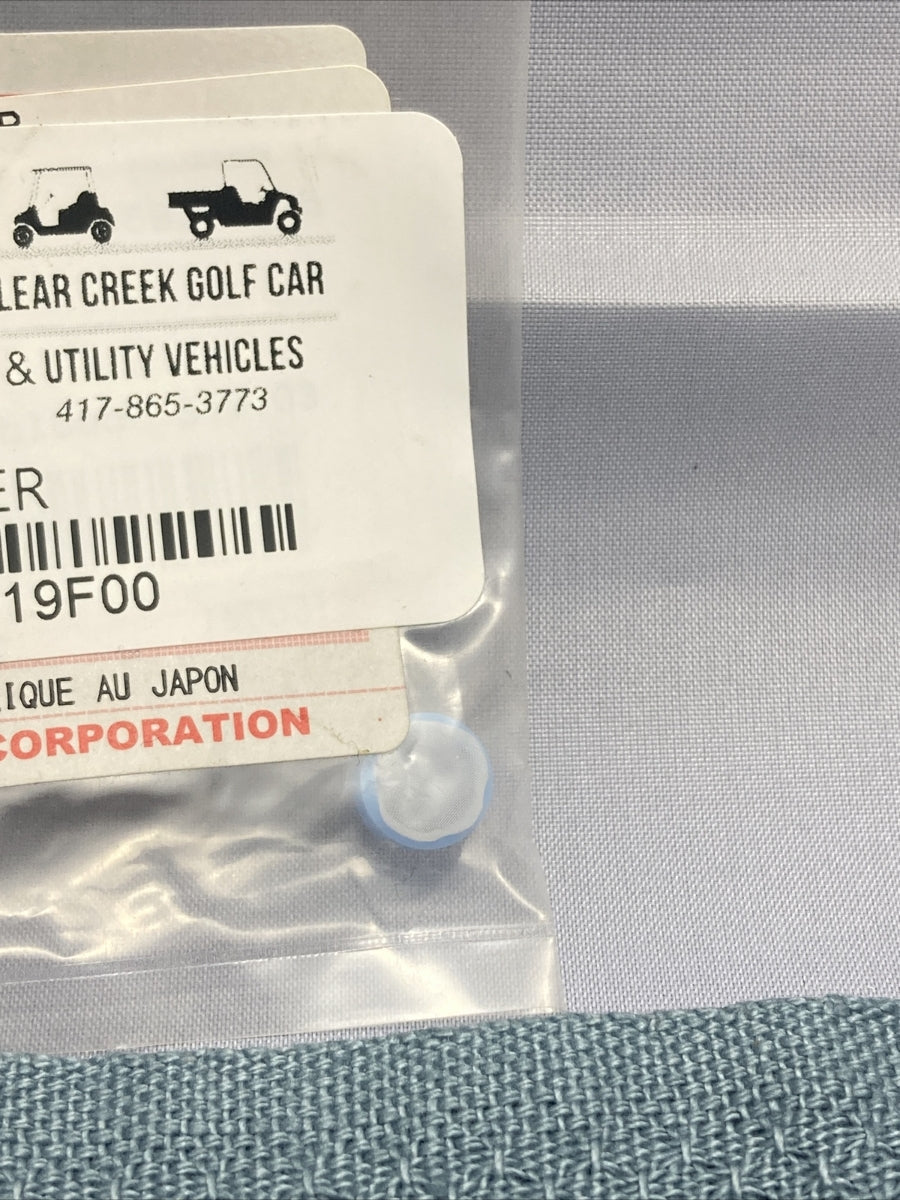 LEAR CREEK GOLF CAR
& UTILITY VEHICLES
417-865-3773
ER
19F00
IQUE AU JAPON
CORPORATION